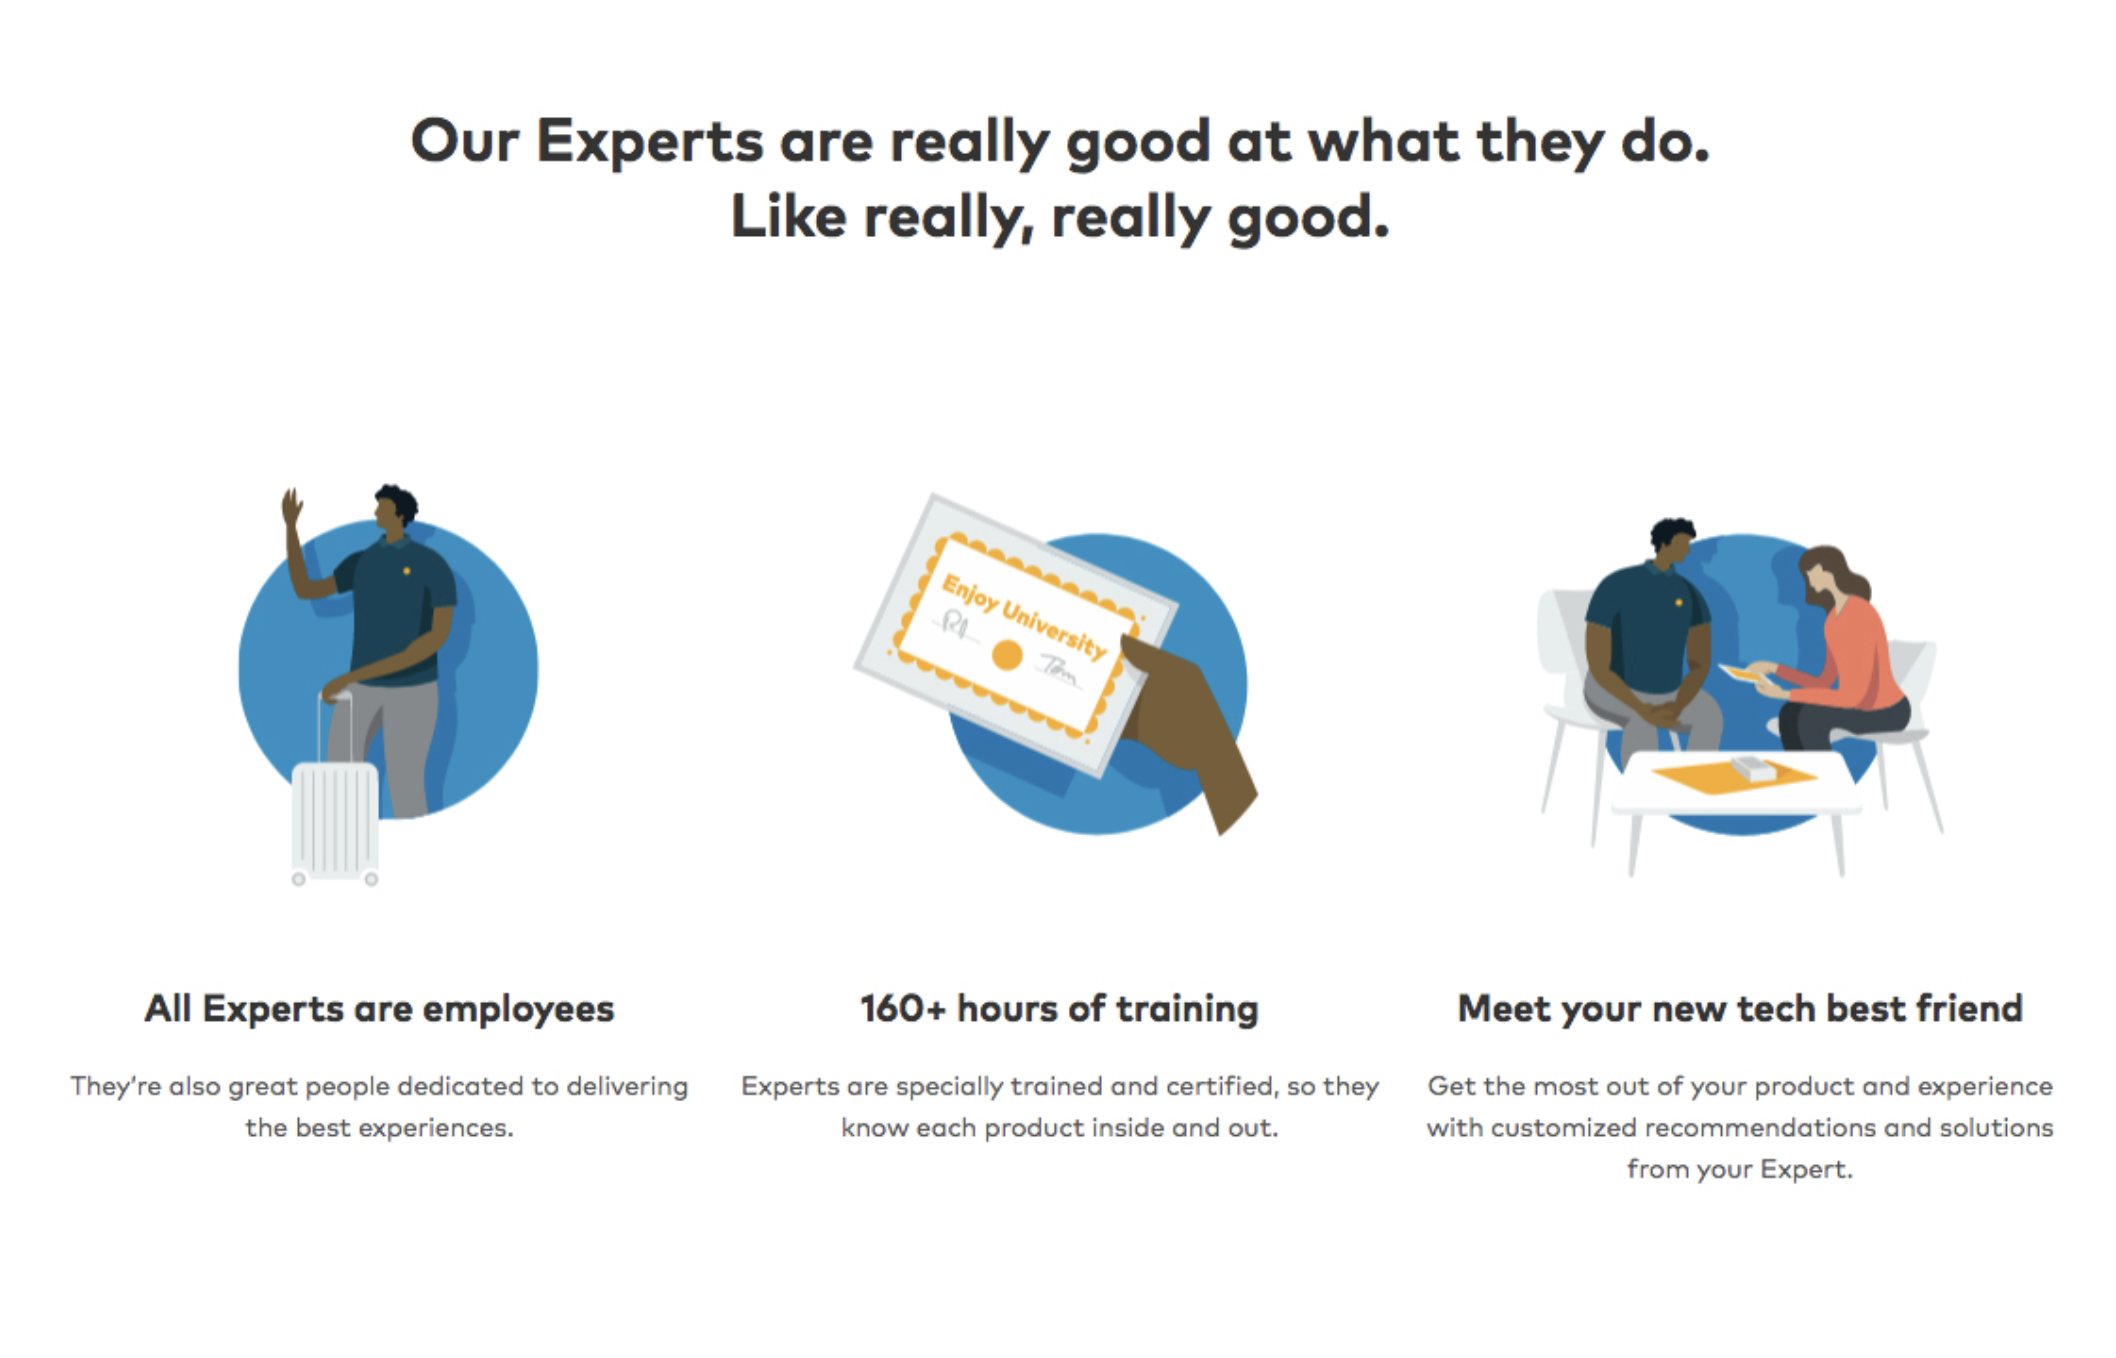 Our Experts are really good at what they do.
Like really, really good.
Enjoy University
Tom
All Experts are employees
They're also great people dedicated to delivering
the best experiences.
160+ hours of training
Experts are specially trained and certified, so they
know each product inside and out.
Meet your new tech best friend
Get the most out of your product and experience
with customized recommendations and solutions
from your Expert.